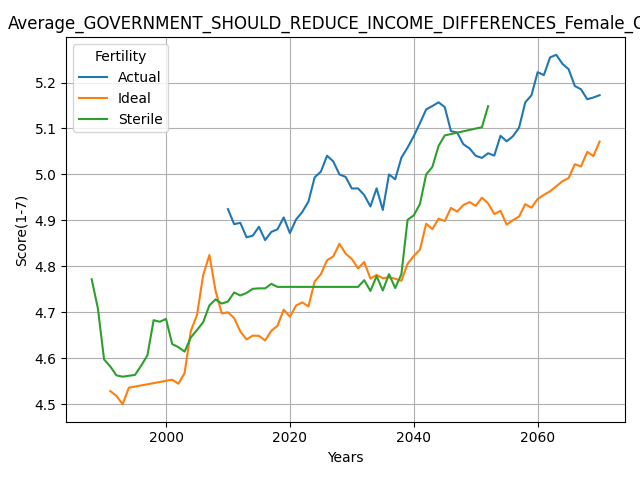 Average_GOVERNMENT_SHOULD_REDUCE_INCOME_DIFFERENCES_Female_
Fertility
Actual
Ideal
Sterile
Score(1-7)
5.2
5.1
5.0
4.9
4.8
4.7
4.6
4.5
2000 2020 2040 2060
Years